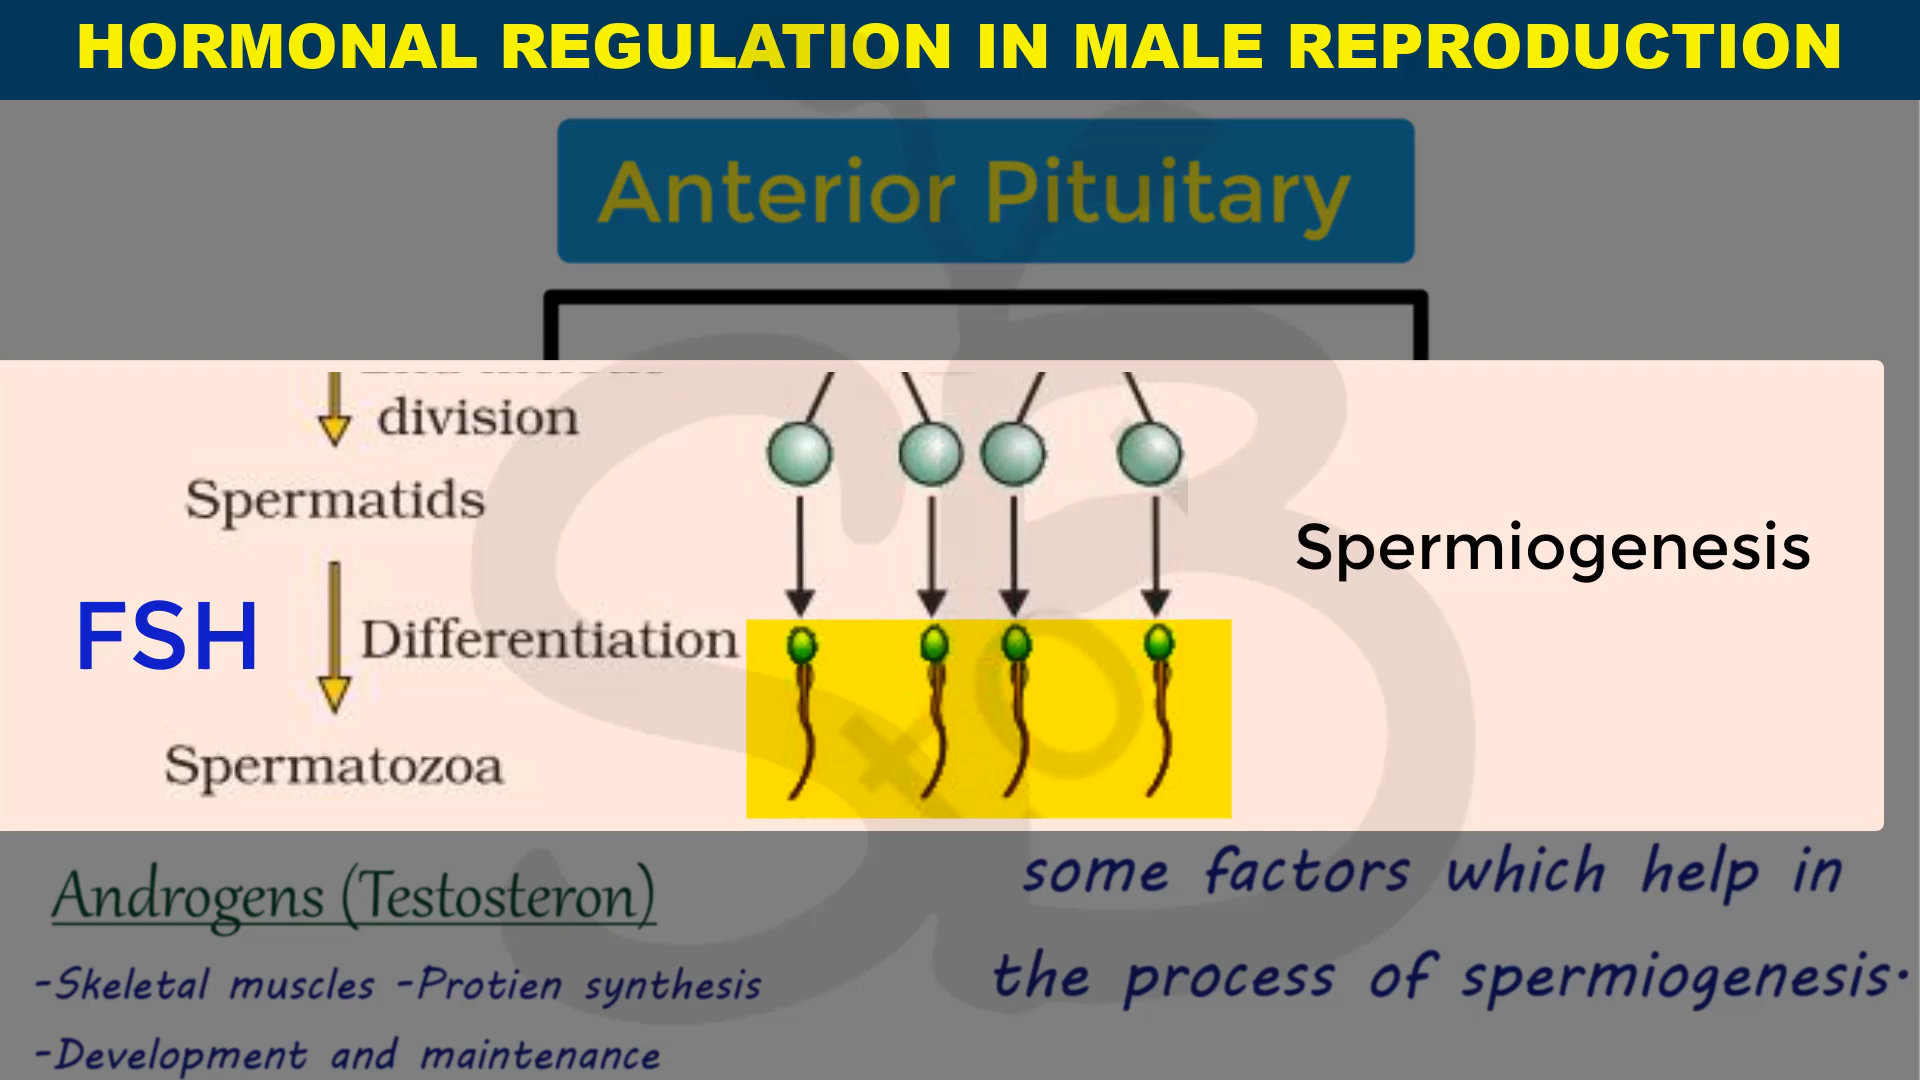 HORMONAL REGULATION IN MALE REPRODUCTION
Anterior Pituitary
division
Spermatids
Spermiogenesis
FSH
Differentiation
Spermatozoa
Androgens (Testosteron)
-Skeletal muscles -Protien synthesis
-Development and maintenance
some factors which help in
the process of spermiogenesis.